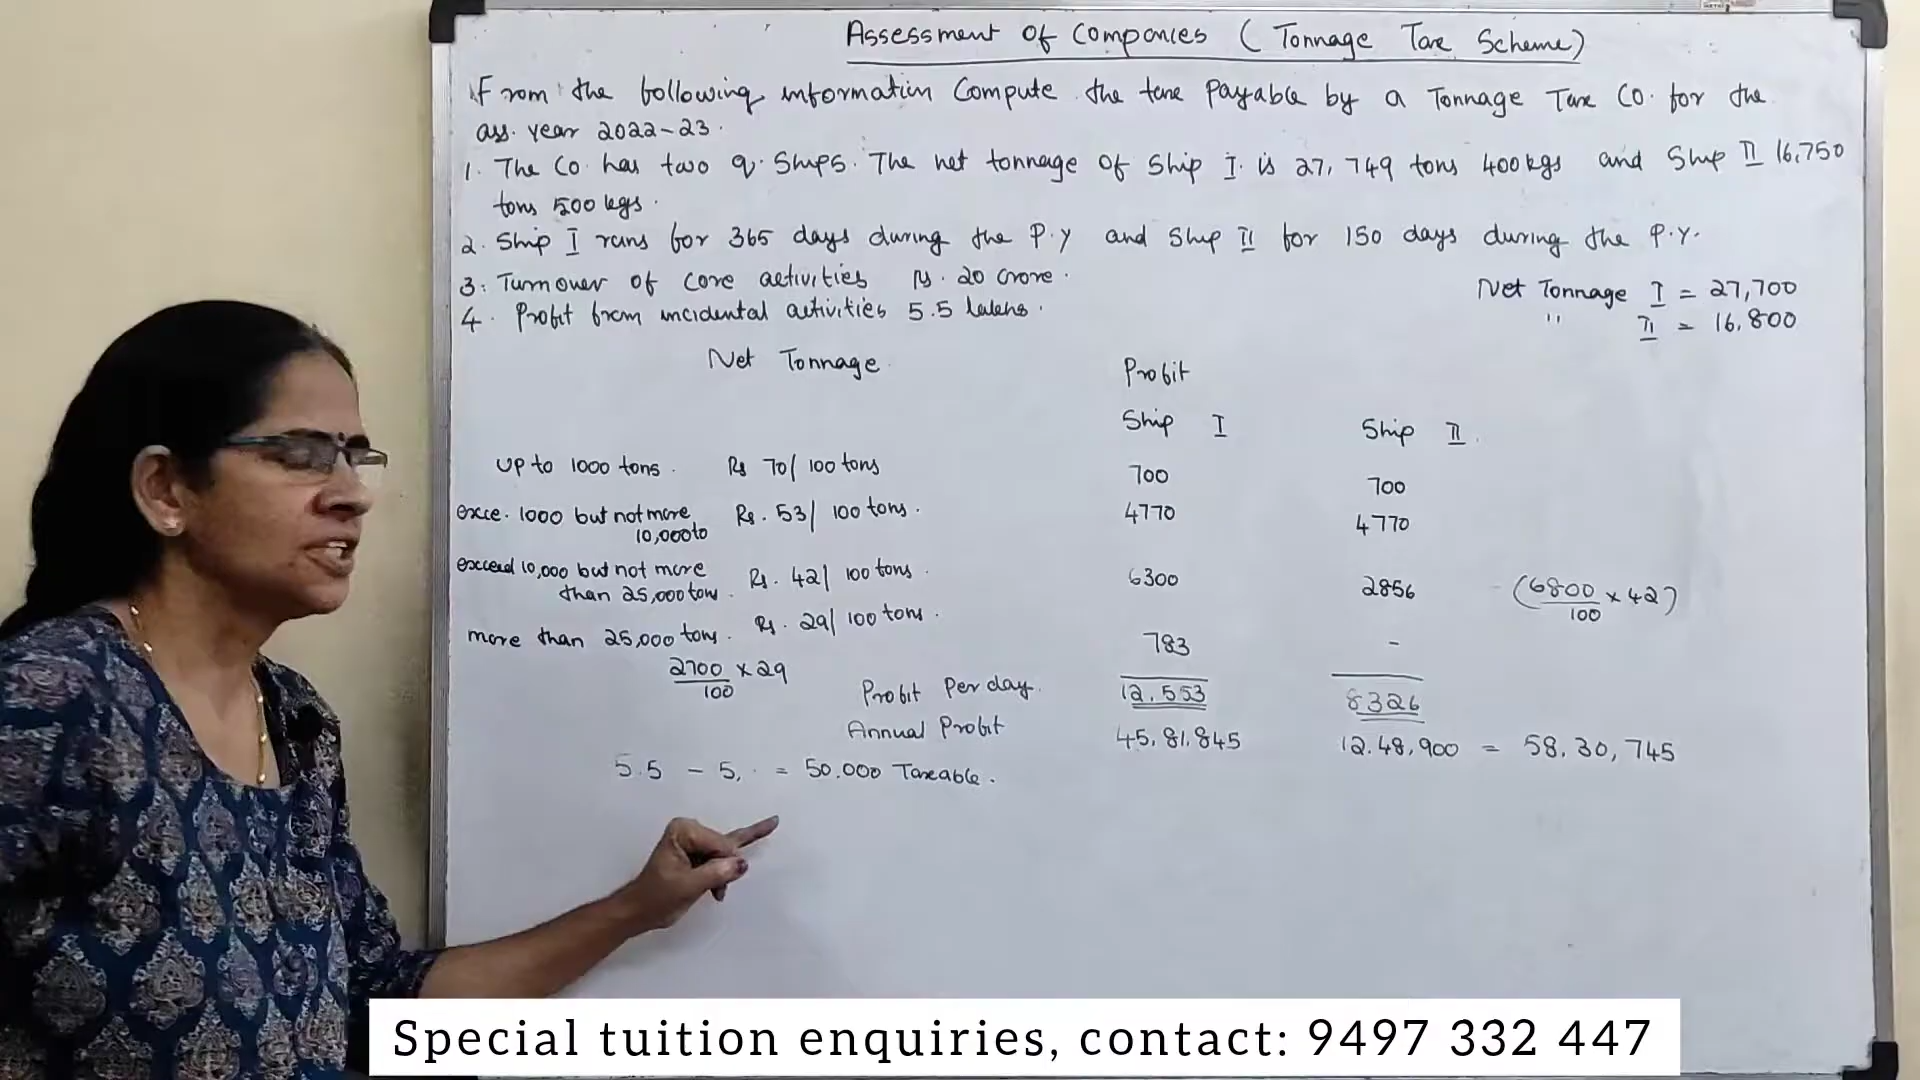 Assessment of Companies (Tonnage Tax Scheme)
From the following information Compute the tax Payable by a Tonnage Tax Co. for the
ass. year 2022-23.
1. The Co. has two q. Ships. The net tonnage of Ship I is 27,749 tons 400kgs and Ship II 16,750
tons 500 kgs.
2. Ship I runs for 365 days during the P.Y and Ship II for 150 days during the P.Y.
3. Turnover of core activities Rs. 20 Crore.
4. Profit from incidental activities 5.5 lakhs.
Net Tonnage I = 27,700
" II = 16,800
Net Tonnage
Profit
Ship I Ship II
up to 1000 tons. Rs 70/ 100 tons 700 700
exce. 1000 but not more Rs. 53/ 100 tons. 4770 4770
10,000 to
exceed 10,000 but not more Rs. 42/ 100 tons. 6300 2856 (6800/100 × 42)
than 25,000 tons.
more than 25,000 tons. Rs. 29/ 100 tons. 783 -
2700/100 × 29
Profit Per day. 12,553 8326
Annual Profit 45,81,845 12,48,900 = 58,30,745
5.5 - 5, = 50,000 Taxable.
Special tuition enquiries, contact: 9497 332 447